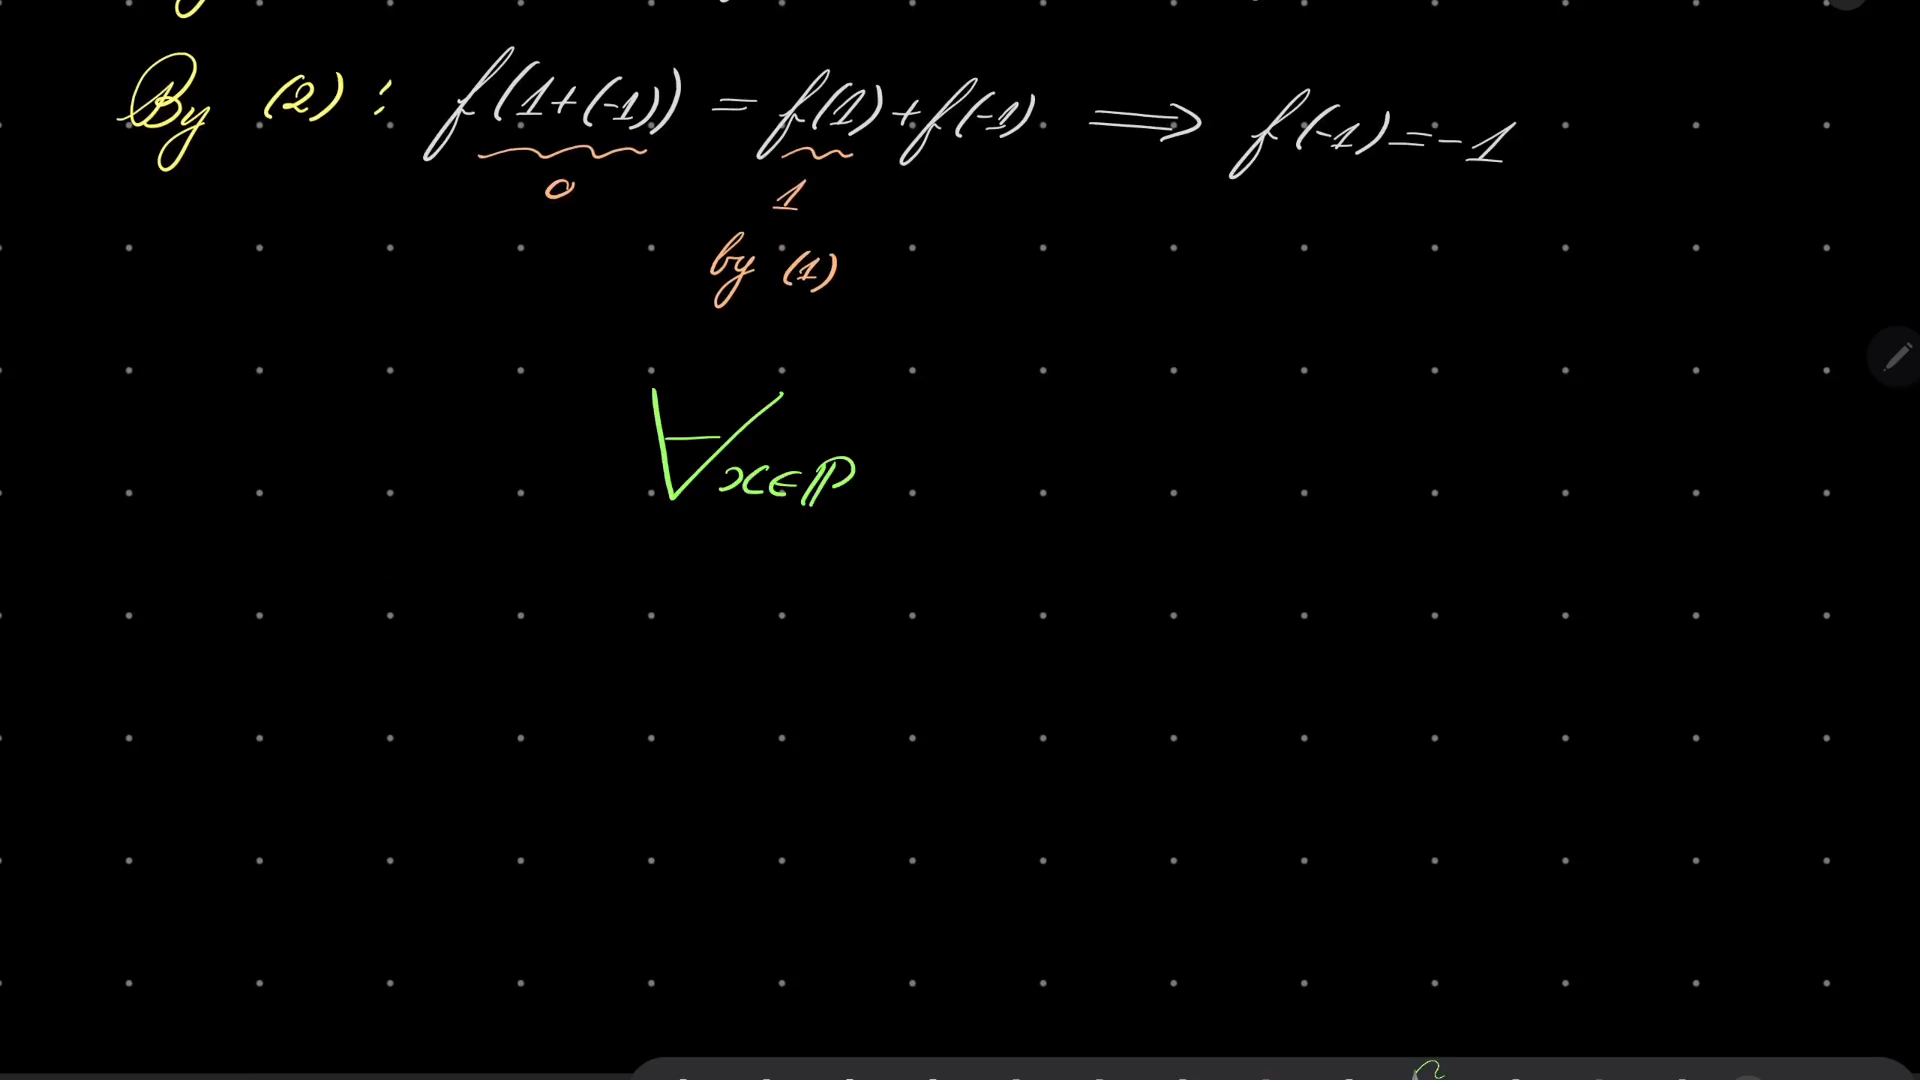 By (2): f(1+(-1)) = f(1)+f(-1) ⟹ f(-1)=-1
0 1
by (1)
∀x∈ℙ